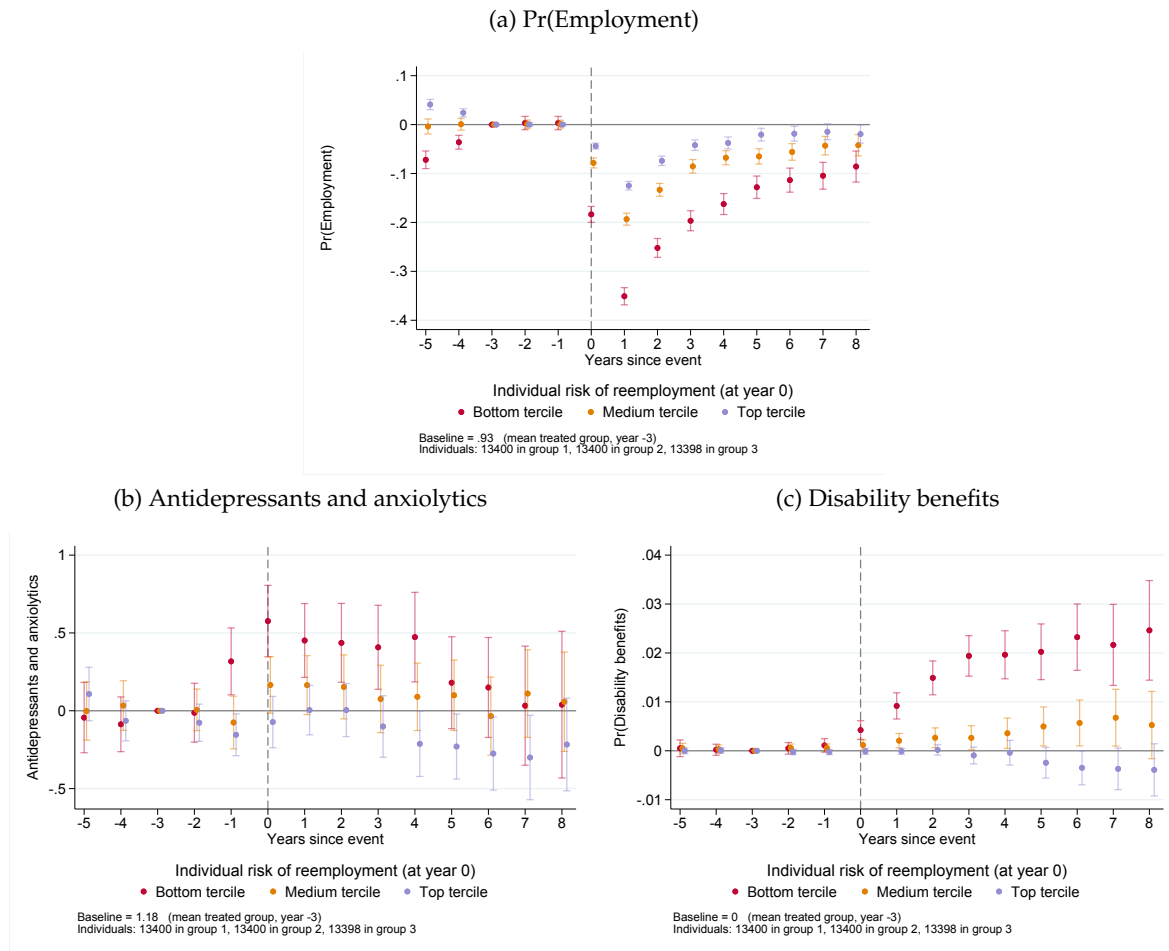 (a) Pr(Employment)
Pr(Employment)
.1
0
-.1
-.2
-.3
-.4
-5 -4 -3 -2 -1 0 1 2 3 4 5 6 7 8
Years since event
Individual risk of reemployment (at year 0)
Bottom tercile Medium tercile Top tercile
Baseline = .93 (mean treated group, year -3)
Individuals: 13400 in group 1, 13400 in group 2, 13398 in group 3
(b) Antidepressants and anxiolytics
Antidepressants and anxiolytics
1
.5
0
-.5
-5 -4 -3 -2 -1 0 1 2 3 4 5 6 7 8
Years since event
Individual risk of reemployment (at year 0)
Bottom tercile Medium tercile Top tercile
Baseline = 1.18 (mean treated group, year -3)
Individuals: 13400 in group 1, 13400 in group 2, 13398 in group 3
(c) Disability benefits
Pr(Disability benefits)
.04
.03
.02
.01
0
-.01
-5 -4 -3 -2 -1 0 1 2 3 4 5 6 7 8
Years since event
Individual risk of reemployment (at year 0)
Bottom tercile Medium tercile Top tercile
Baseline = 0 (mean treated group, year -3)
Individuals: 13400 in group 1, 13400 in group 2, 13398 in group 3